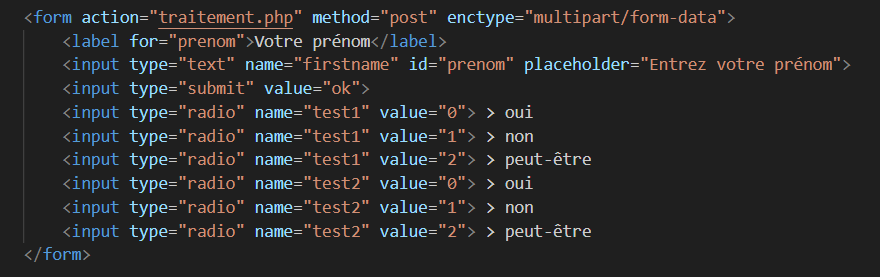 <form action="traitement.php" method="post" enctype="multipart/form-data">
<label for="prenom">Votre prénom</label>
<input type="text" name="firstname" id="prenom" placeholder="Entrez votre prénom">
<input type="submit" value="ok">
<input type="radio" name="test1" value="0"> > oui
<input type="radio" name="test1" value="1"> > non
<input type="radio" name="test1" value="2"> > peut-être
<input type="radio" name="test2" value="0"> > oui
<input type="radio" name="test2" value="1"> > non
<input type="radio" name="test2" value="2"> > peut-être
</form>